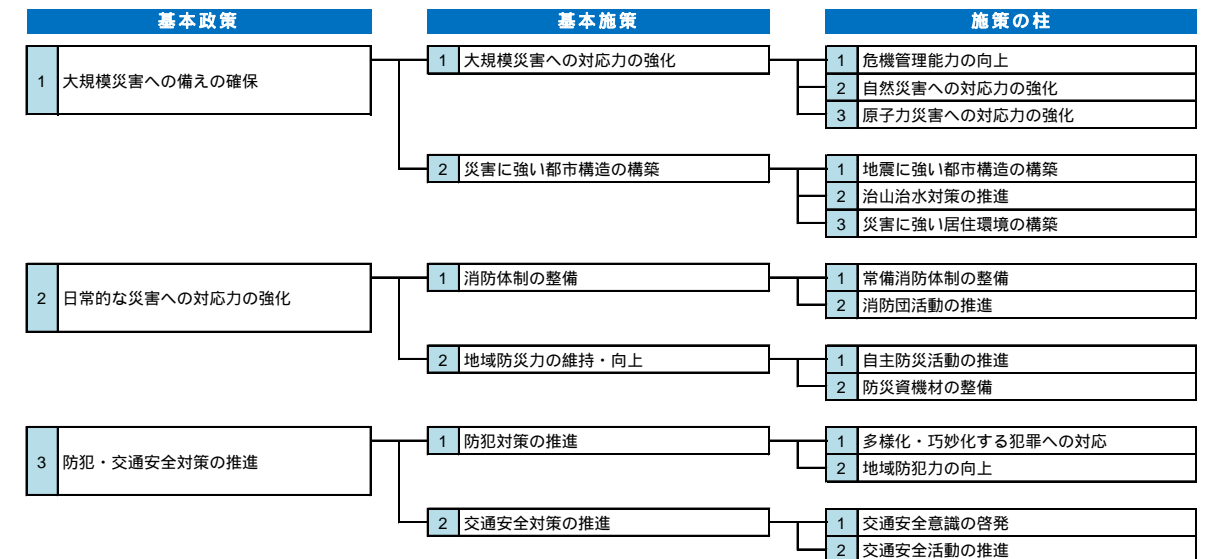 基本政策 基本施策 施策の柱
1 大規模災害への備えの確保
1 大規模災害への対応力の強化
1 危機管理能力の向上
2 自然災害への対応力の強化
3 原子力災害への対応力の強化
2 災害に強い都市構造の構築
1 地震に強い都市構造の構築
2 治山治水対策の推進
3 災害に強い居住環境の構築
2 日常的な災害への対応力の強化
1 消防体制の整備
1 常備消防体制の整備
2 消防団活動の推進
2 地域防災力の維持・向上
1 自主防災活動の推進
2 防災資機材の整備
3 防犯・交通安全対策の推進
1 防犯対策の推進
1 多様化・巧妙化する犯罪への対応
2 地域防犯力の向上
2 交通安全対策の推進
1 交通安全意識の啓発
2 交通安全活動の推進